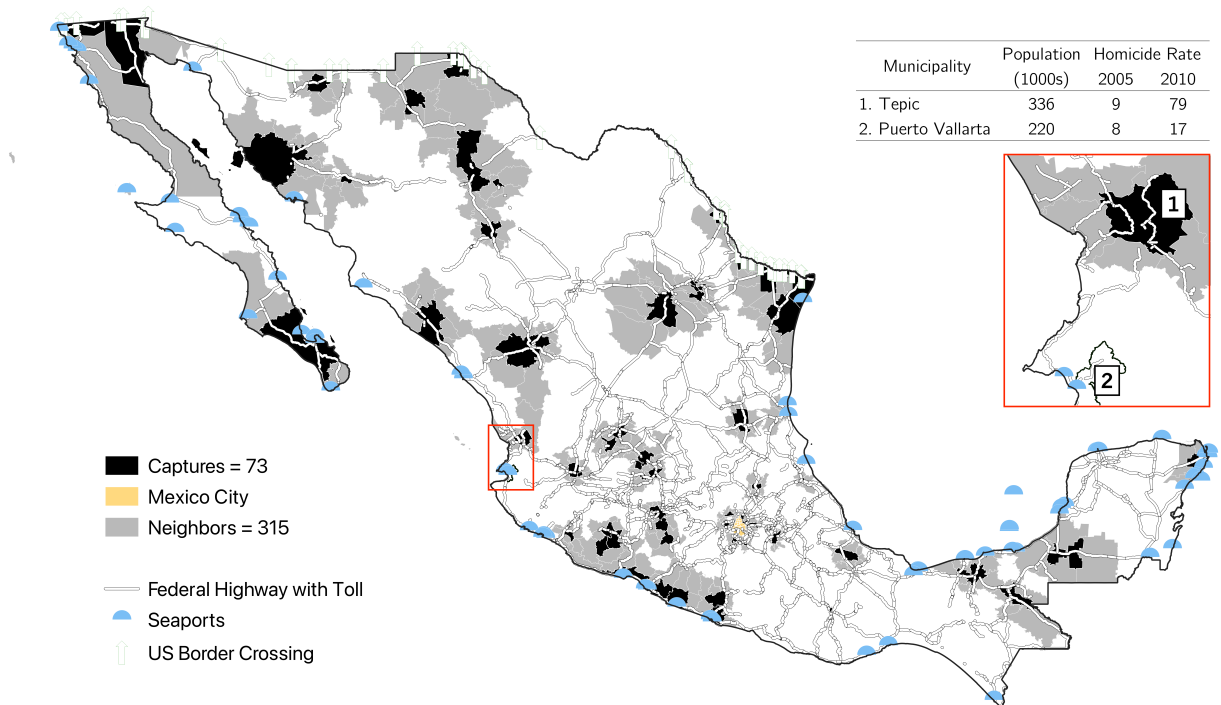 Municipality Population Homicide Rate
(1000s) 2005 2010
1. Tepic 336 9 79
2. Puerto Vallarta 220 8 17
1
2
Captures = 73
Mexico City
Neighbors = 315
Federal Highway with Toll
Seaports
US Border Crossing